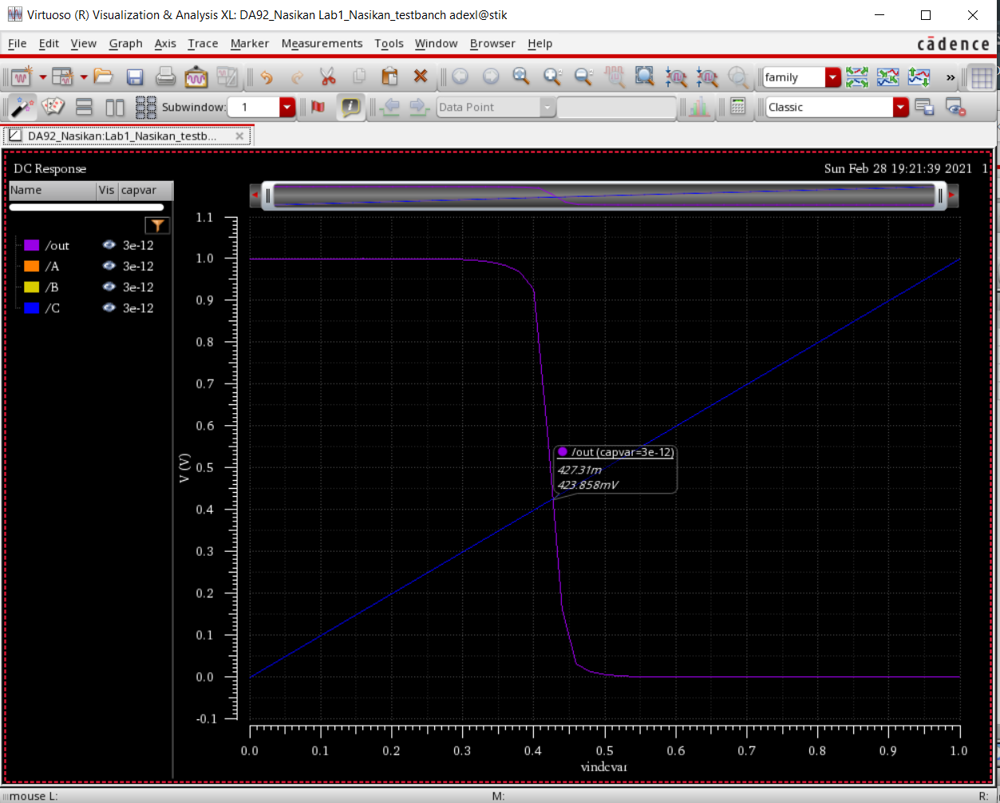 Virtuoso (R) Visualization & Analysis XL: DA92_Nasikan Lab1_Nasikan_testbanch adexl@stik
File Edit View Graph Axis Trace Marker Measurements Tools Window Browser Help
cādence
family
»
Subwindow: 1
Data Point
Classic
DA92_Nasikan:Lab1_Nasikan_testb...
DC Response
Sun Feb 28 19:21:39 2021 1
Name Vis capvar
/out 3e-12
/A 3e-12
/B 3e-12
/C 3e-12
1.1
1.0
0.9
0.8
0.7
0.6
0.5
0.4
0.3
0.2
0.1
0.0
-0.1
V (V)
/out (capvar=3e-12)
427.31m
423.858mV
0.0 0.1 0.2 0.3 0.4 0.5 0.6 0.7 0.8 0.9 1.0
vindcvar
mouse L: M: R: